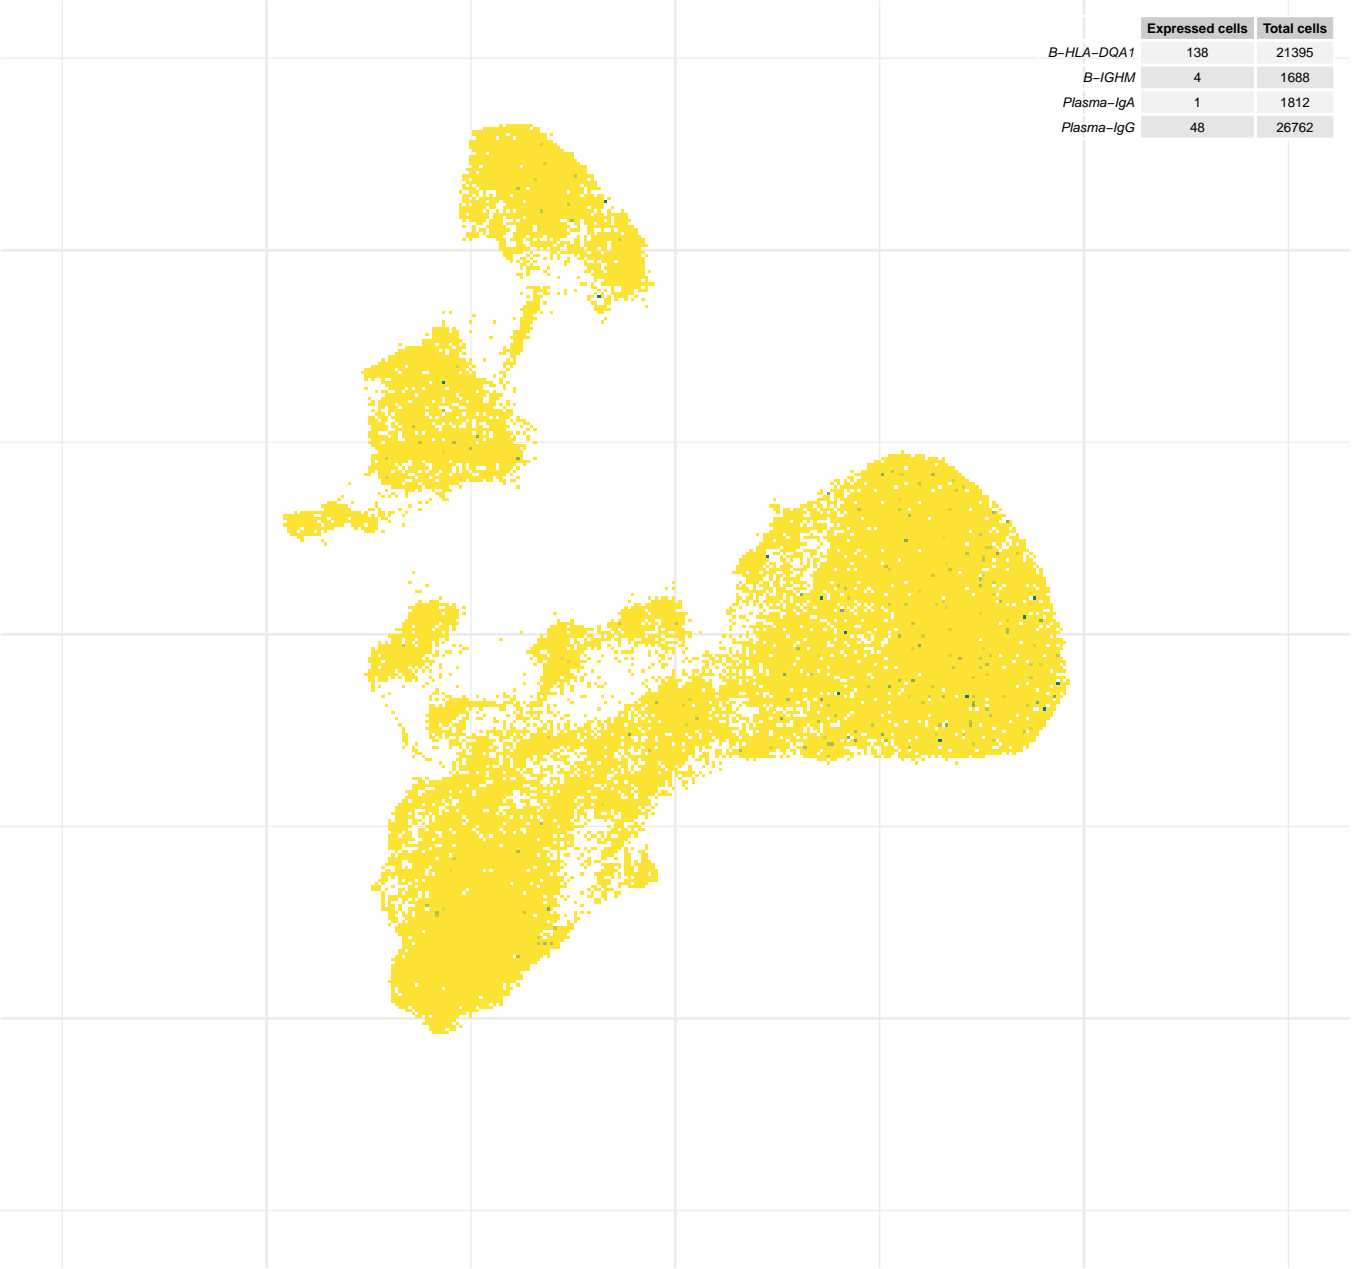 Expressed cells Total cells
B−HLA−DQA1 138 21395
B−IGHM 4 1688
Plasma−IgA 1 1812
Plasma−IgG 48 26762